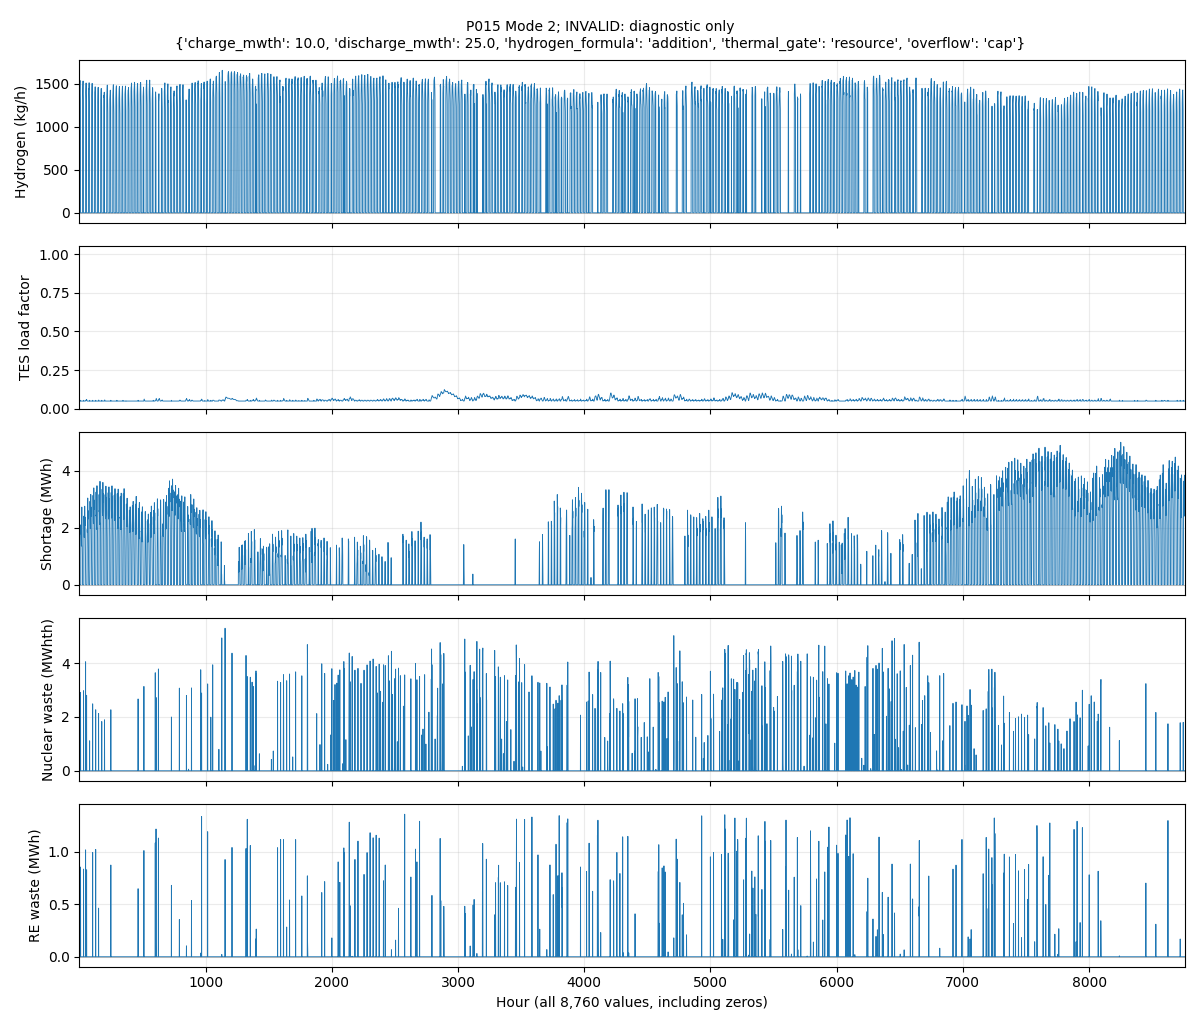 P015 Mode 2; INVALID: diagnostic only
{'charge_mwth': 10.0, 'discharge_mwth': 25.0, 'hydrogen_formula': 'addition', 'thermal_gate': 'resource', 'overflow': 'cap'}
Hydrogen (kg/h)
1500
1000
500
0
TES load factor
1.00
0.75
0.50
0.25
0.00
Shortage (MWh)
4
2
0
Nuclear waste (MWhth)
4
2
0
RE waste (MWh)
1.0
0.5
0.0
1000 2000 3000 4000 5000 6000 7000 8000
Hour (all 8,760 values, including zeros)